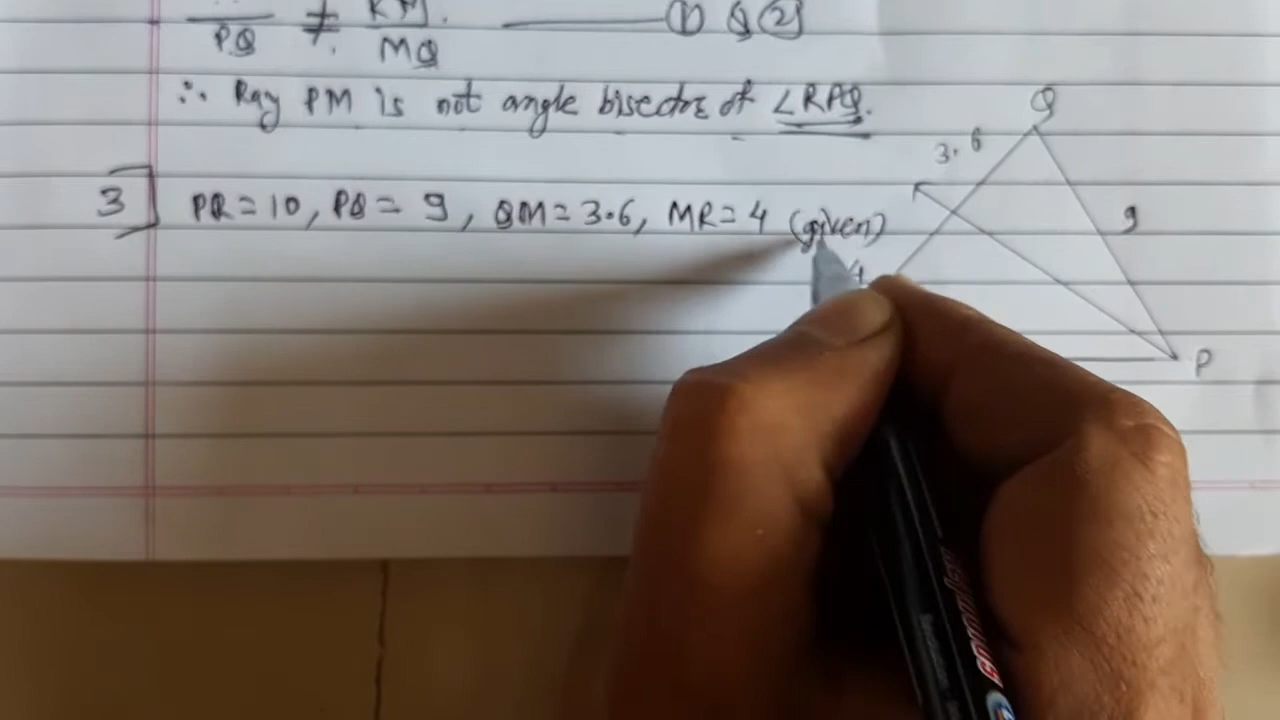 PQ ≠ MQ ——— ① & ②
∴ Ray PM is not angle bisector of ∠RPQ.
3] PR = 10, PQ = 9, QM = 3.6, MR = 4 (given)
Q
3.6
9
4
P